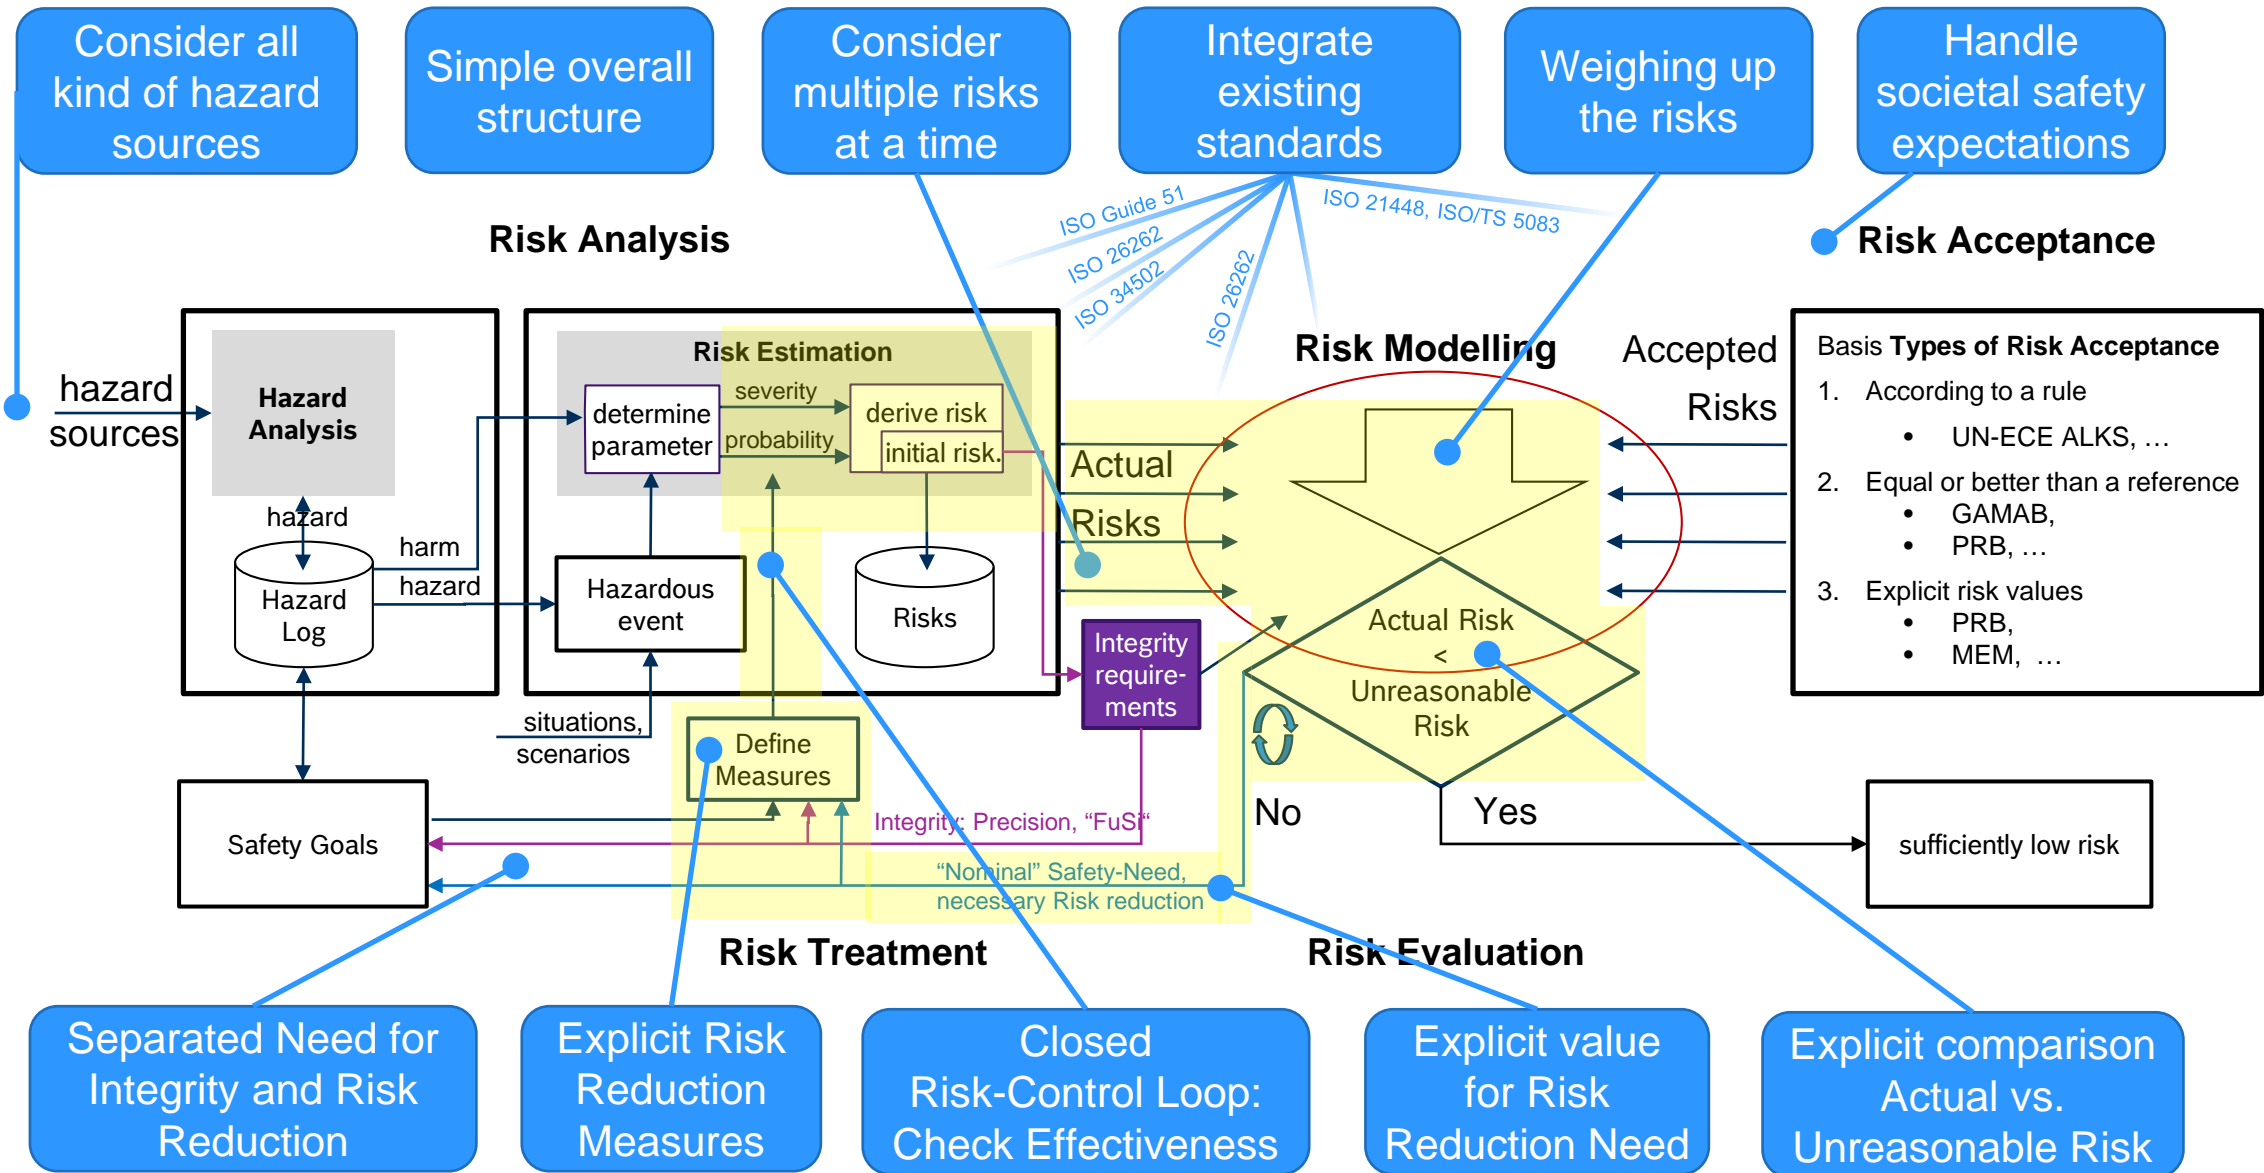 Consider all
kind of hazard
sources
Simple overall
structure
Consider
multiple risks
at a time
Integrate
existing
standards
Weighing up
the risks
Handle
societal safety
expectations
ISO Guide 51
ISO 26262
ISO 34502
ISO 26262
ISO 21448, ISO/TS 5083
Risk Analysis
Risk Acceptance
hazard
sources
Hazard
Analysis
hazard
Hazard
Log
harm
hazard
Risk Estimation
determine
parameter
severity
probability
derive risk
initial risk.
Hazardous
event
Risks
situations,
scenarios
Actual
Risks
Risk Modelling
Accepted
Risks
Basis Types of Risk Acceptance
1. According to a rule
• UN-ECE ALKS, …
2. Equal or better than a reference
• GAMAB,
• PRB, …
3. Explicit risk values
• PRB,
• MEM, …
Integrity
require-
ments
Actual Risk
<
Unreasonable
Risk
Define
Measures
Safety Goals
Integrity: Precision, “FuSi“
“Nominal” Safety-Need,
necessary Risk reduction
No
Yes
sufficiently low risk
Risk Treatment
Risk Evaluation
Separated Need for
Integrity and Risk
Reduction
Explicit Risk
Reduction
Measures
Closed
Risk-Control Loop:
Check Effectiveness
Explicit value
for Risk
Reduction Need
Explicit comparison
Actual vs.
Unreasonable Risk